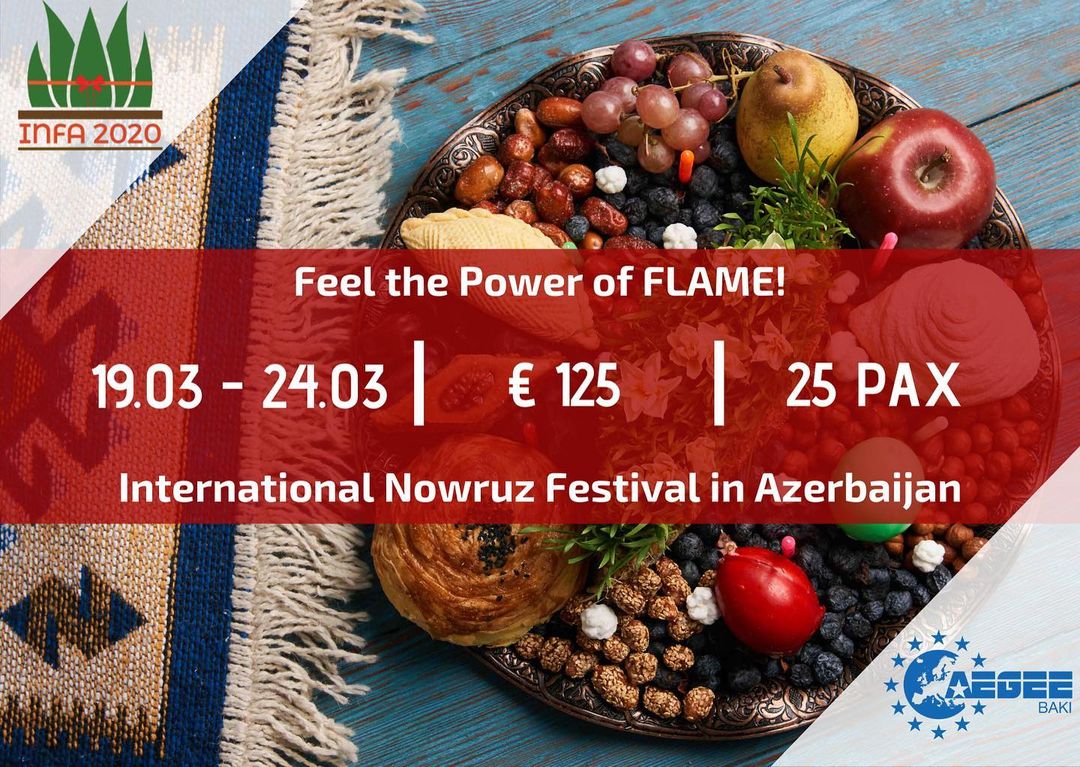 INFA 2020
Feel the Power of FLAME!
19.03 - 24.03 | € 125 | 25 PAX
International Nowruz Festival in Azerbaijan
AEGEE
BAKI